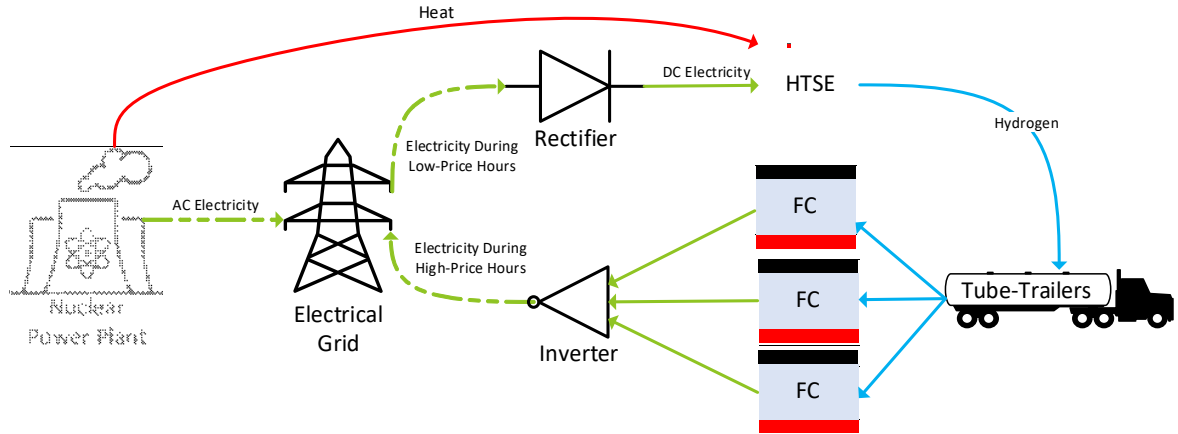 Heat
DC Electricity
HTSE
Rectifier
Hydrogen
Electricity During
Low-Price Hours
AC Electricity
FC
Electricity During
High-Price Hours
FC
Tube-Trailers
Nuclear
Power Plant
Electrical
Grid
Inverter
FC